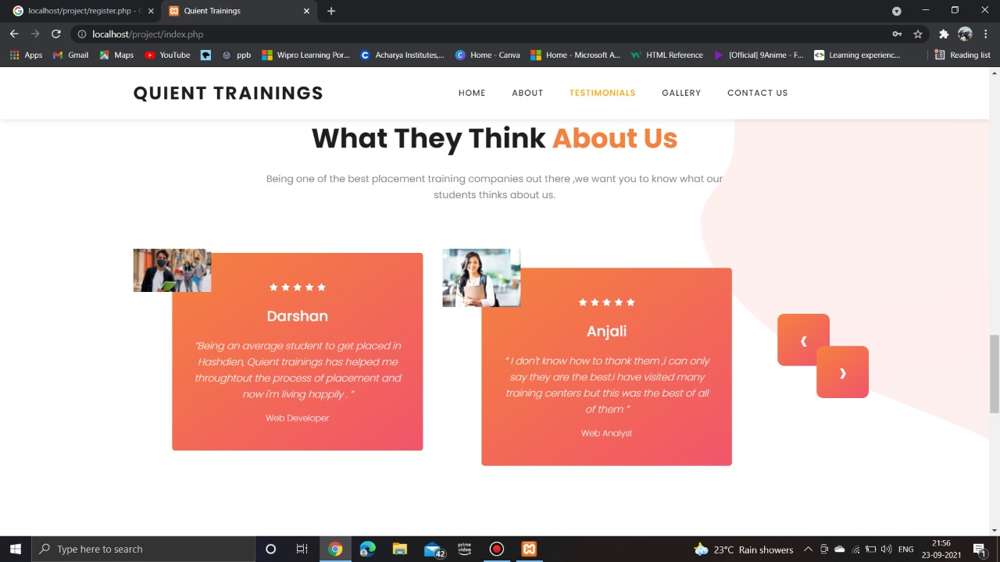 localhost/project/register.php - 
Quient Trainings
localhost/project/index.php
Apps
Gmail
Maps
YouTube
ppb
Wipro Recruiting Por...
Acharya Institutes,...
Home - Campus
Home - Microsoft A...
HTML Reference
[Official] 9Anime - F...
Learning experienc...
Reading list
QUIENT TRAININGS
HOME
ABOUT
TESTIMONIALS
GALLERY
CONTACT US
What They Think About Us
Being one of the best placement training companies out there ,we want you to know what our
students thinks about us.
Darshan
“Being an average student to get placed in
Hashdien, Quient trainings has helped me
throughtout the process of placement and
now i'm living happily . “
Web Developer
Anjali
“ I don't know how to thank them ,i can only
say they are the best.i have visited many
training centers but this was the best of all
of them ”
Web Analyst
Type here to search
42
prime
video
23°C Rain showers
ENG
21:56
23-09-2021